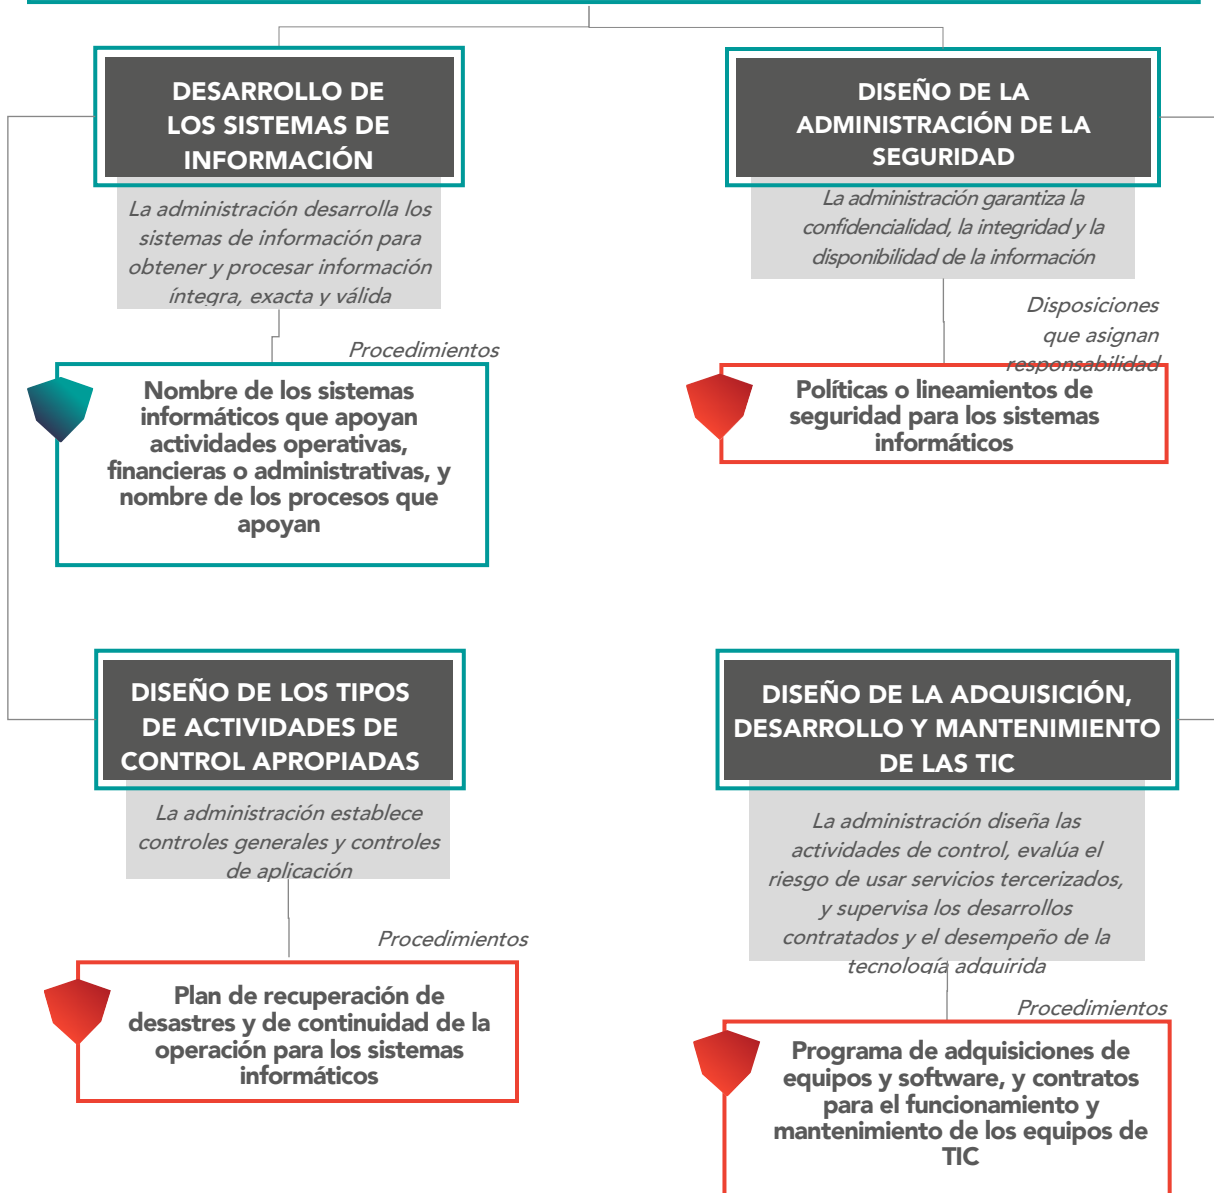 DESARROLLO DE
LOS SISTEMAS DE
INFORMACIÓN
La administración desarrolla los
sistemas de información para
obtener y procesar información
íntegra, exacta y válida
Procedimientos
Nombre de los sistemas
informáticos que apoyan
actividades operativas,
financieras o administrativas, y
nombre de los procesos que
apoyan
DISEÑO DE LA
ADMINISTRACIÓN DE LA
SEGURIDAD
La administración garantiza la
confidencialidad, la integridad y la
disponibilidad de la información
Disposiciones
que asignan
responsabilidad
Políticas o lineamientos de
seguridad para los sistemas
informáticos
DISEÑO DE LOS TIPOS
DE ACTIVIDADES DE
CONTROL APROPIADAS
La administración establece
controles generales y controles
de aplicación
Procedimientos
Plan de recuperación de
desastres y de continuidad de la
operación para los sistemas
informáticos
DISEÑO DE LA ADQUISICIÓN,
DESARROLLO Y MANTENIMIENTO
DE LAS TIC
La administración diseña las
actividades de control, evalúa el
riesgo de usar servicios tercerizados,
y supervisa los desarrollos
contratados y el desempeño de la
tecnología adquirida
Procedimientos
Programa de adquisiciones de
equipos y software, y contratos
para el funcionamiento y
mantenimiento de los equipos de
TIC